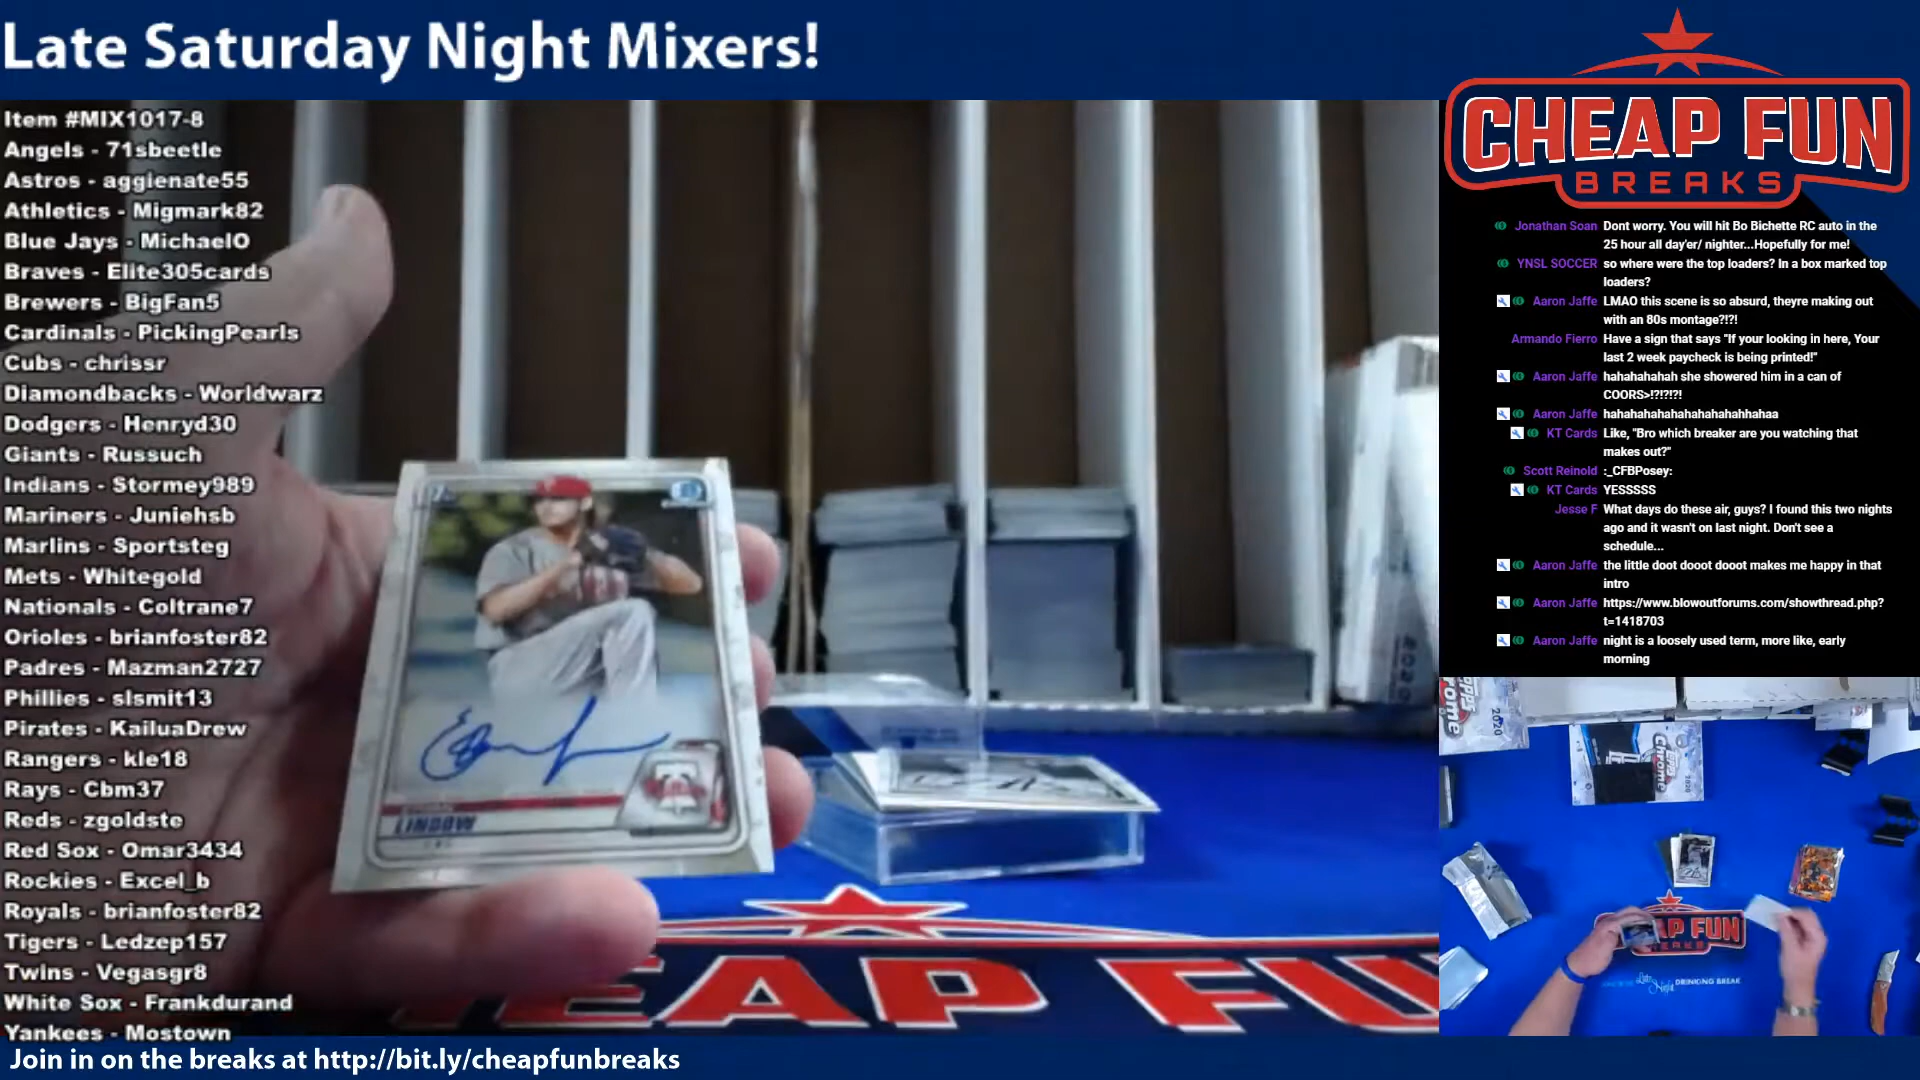 Late Saturday Night Mixers!
Item #MIX1017-8
Angels - 71sbeetle
Astros - aggienate55
Athletics - Migmark82
Blue Jays - MichaelO
Braves - Elite305cards
Brewers - BigFan5
Cardinals - PickingPearls
Cubs - chrissr
Diamondbacks - Worldwarz
Dodgers - Henryd30
Giants - Russuch
Indians - Stormey989
Mariners - Juniehsb
Marlins - Sportsteg
Mets - Whitegold
Nationals - Coltrane7
Orioles - brianfoster82
Padres - Mazman2727
Phillies - slsmit13
Pirates - KailuaDrew
Rangers - kle18
Rays - Cbm37
Reds - zgoldste
Red Sox - Omar3434
Rockies - Excel_b
Royals - brianfoster82
Tigers - Ledzep157
Twins - Vegasgr8
White Sox - Frankdurand
Yankees - Mostown
Join in on the breaks at http://bit.ly/cheapfunbreaks
LINDOW
CHEAP FU
CHEAP FUN
BREAKS
Jonathan Soan Dont worry. You will hit Bo Bichette RC auto in the
25 hour all day'er/ nighter...Hopefully for me!
YNSL SOCCER so where were the top loaders? In a box marked top
loaders?
Aaron Jaffe LMAO this scene is so absurd, theyre making out
with an 80s montage?!?!
Armando Fierro Have a sign that says "If your looking in here, Your
last 2 week paycheck is being printed!"
Aaron Jaffe hahahahahah she showered him in a can of
COORS>!?!?!?!
Aaron Jaffe hahahahahahahahahahhahaa
KT Cards Like, "Bro which breaker are you watching that
makes out?"
Scott Reinold :_CFBPosey:
KT Cards YESSSSS
Jesse F What days do these air, guys? I found this two nights
ago and it wasn't on last night. Don't see a
schedule...
Aaron Jaffe the little doot dooot dooot makes me happy in that
intro
Aaron Jaffe https://www.blowoutforums.com/showthread.php?
t=1418703
Aaron Jaffe night is a loosely used term, more like, early
morning
2020
Chrome
AP FUN
BREAKS
Late Night DRINKING BREAK